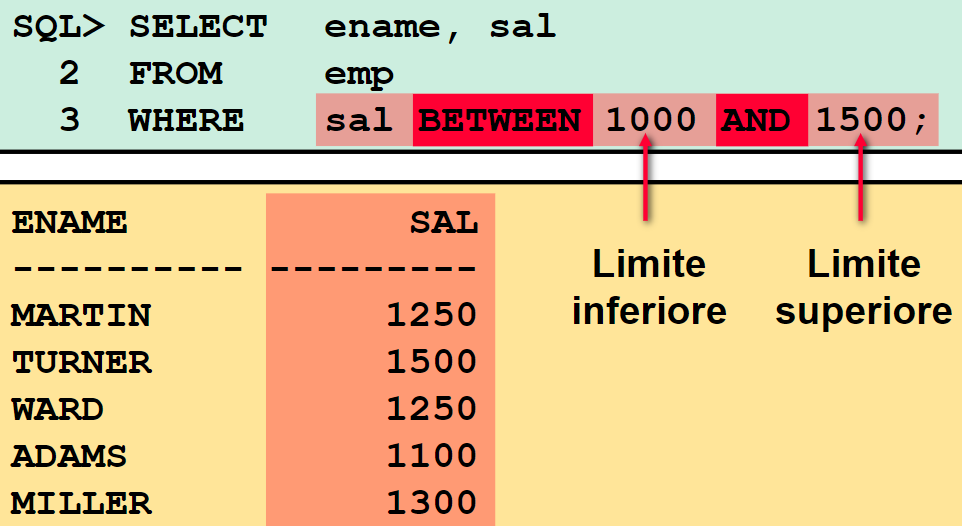 SQL> SELECT ename, sal
2 FROM emp
3 WHERE sal BETWEEN 1000 AND 1500;
ENAME SAL
---------- ---------
MARTIN 1250
TURNER 1500
WARD 1250
ADAMS 1100
MILLER 1300
Limite
inferiore
Limite
superiore